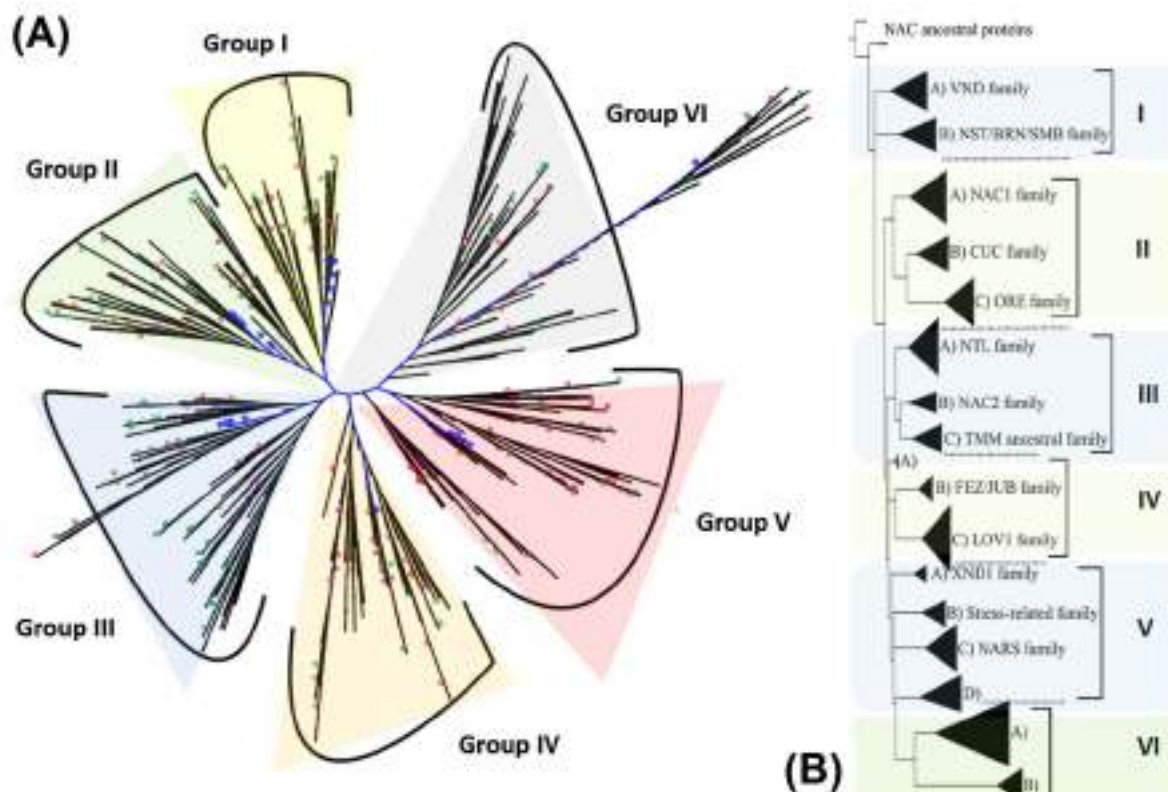 (A)
Group I
Group II
Group III
Group IV
Group V
Group VI
(B)
NAC ancestral proteins
A) VND family
B) NST/BRN/SMB family
I
A) NAC1 family
B) CUC family
C) ORE family
II
A) NTL family
B) NAC2 family
C) TMM ancestral family
III
A)
B) FEZ/JUB family
C) LOV1 family
IV
A) XND1 family
B) Stress-related family
C) NARS family
D)
V
A)
B)
VI